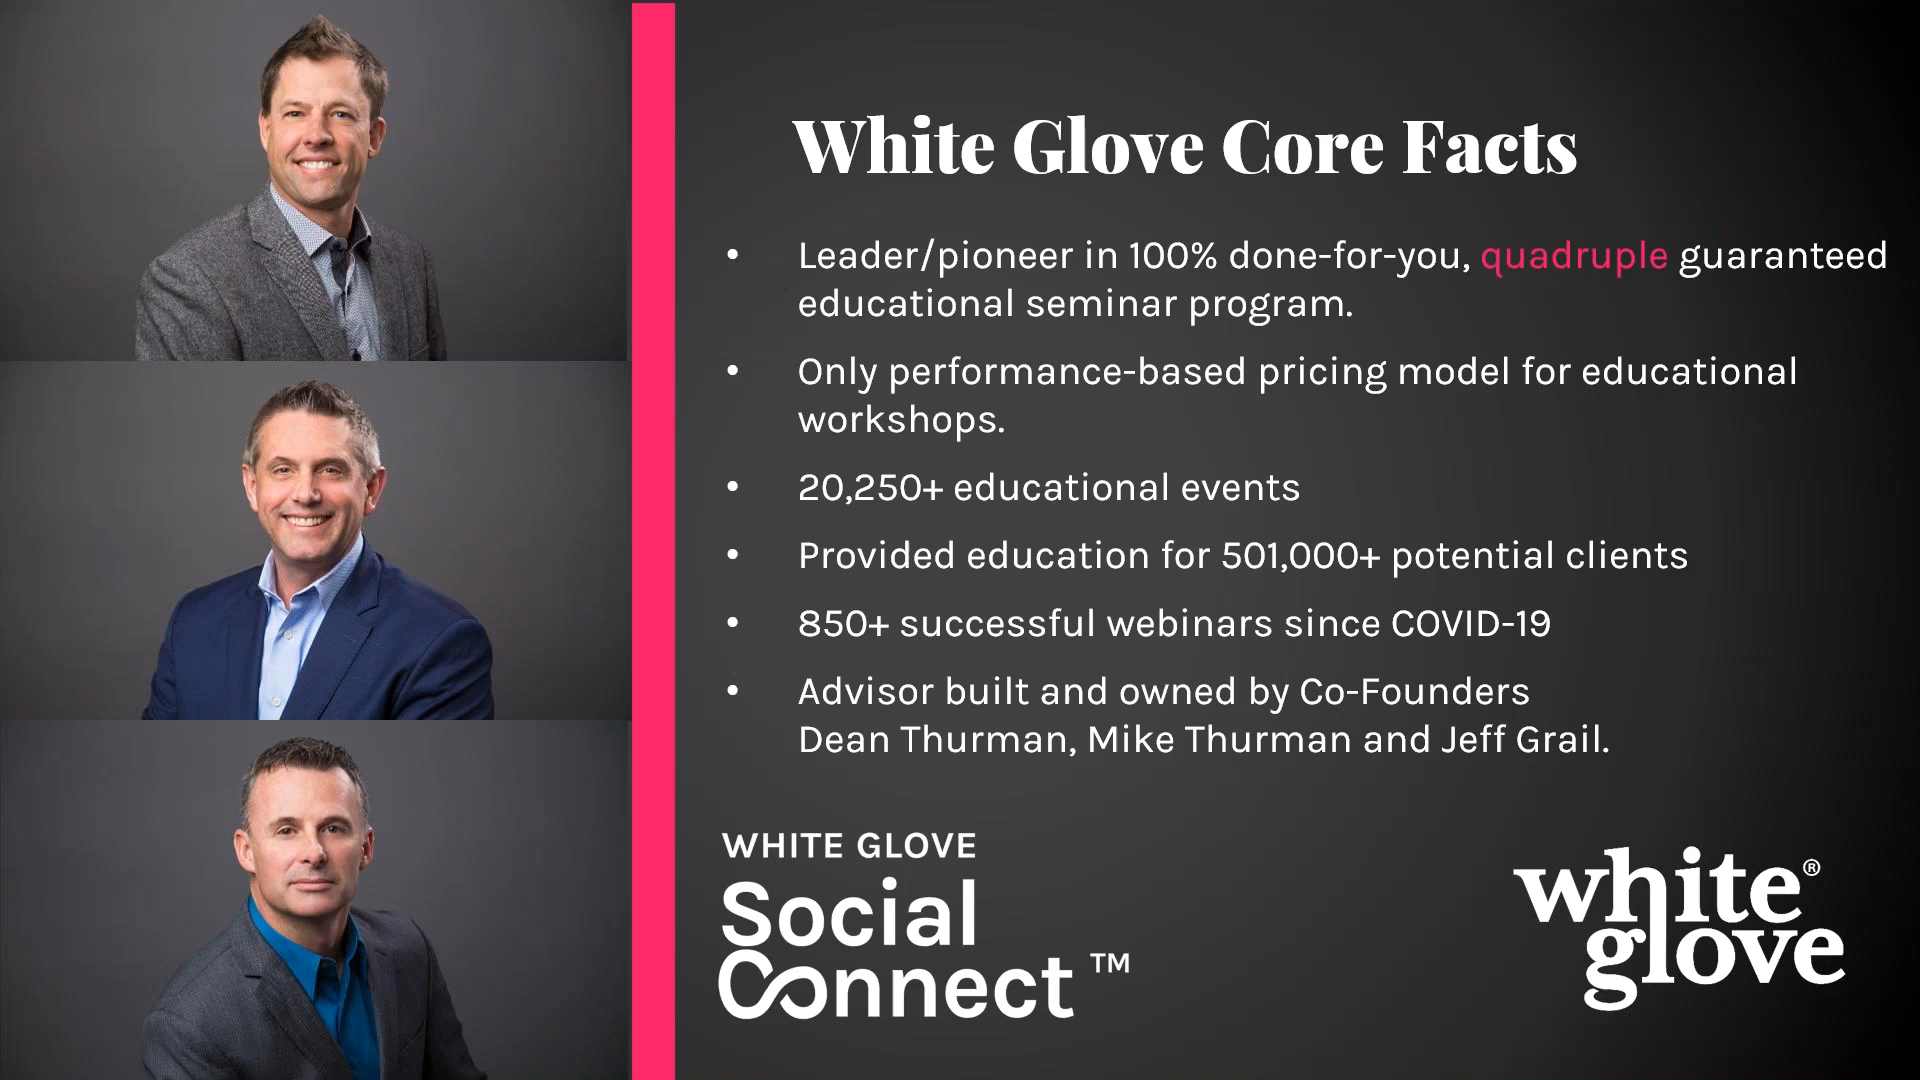 White Glove Core Facts
• Leader/pioneer in 100% done-for-you, quadruple guaranteed
educational seminar program.
• Only performance-based pricing model for educational
workshops.
• 20,250+ educational events
• Provided education for 501,000+ potential clients
• 850+ successful webinars since COVID-19
• Advisor built and owned by Co-Founders
Dean Thurman, Mike Thurman and Jeff Grail.
WHITE GLOVE
Social
Connect ™
white®
glove